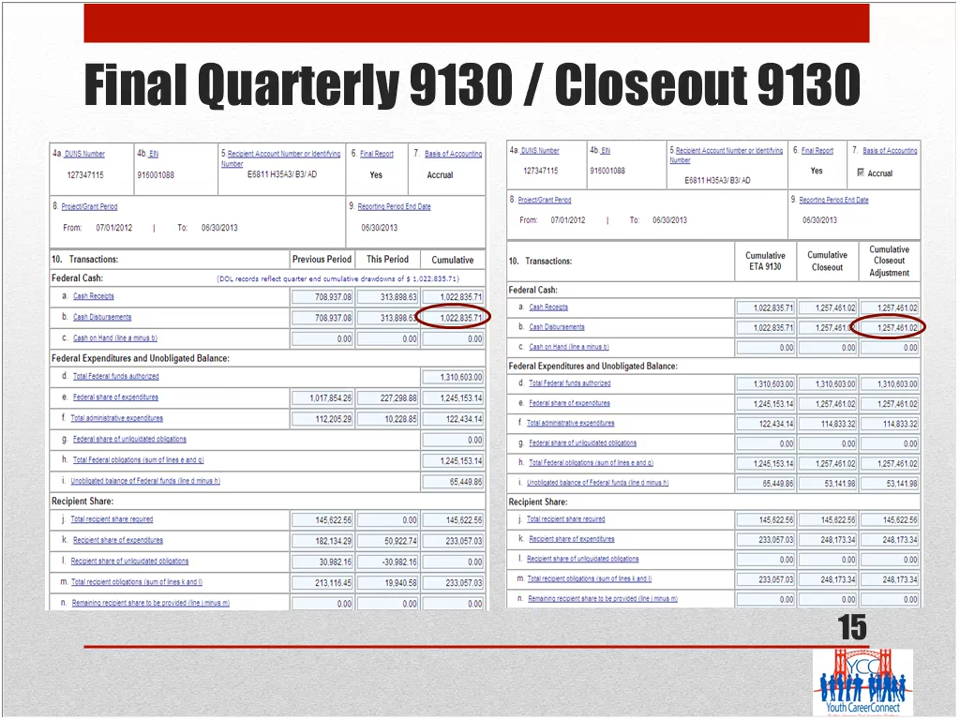 Final Quarterly 9130 / Closeout 9130
4a DUNS Number
127347115
4b EIN
916001088
5 Recipient Account Number or Identifying Number
E6811 H35A3/ B3/ AD
6. Final Report
Yes
7. Basis of Accounting
Accrual
8. Project/Grant Period
From: 07/01/2012 | To: 06/30/2013
9. Reporting Period End Date
06/30/2013
10. Transactions: Previous Period This Period Cumulative
Federal Cash: (DOL records reflect quarter end cumulative drawdowns of $ 1,022,835.71)
a. Cash Receipts 708,937.08 313,898.63 1,022,835.71
b. Cash Disbursements 708,937.08 313,898.63 1,022,835.71
c. Cash on Hand (line a minus b) 0.00 0.00 0.00
Federal Expenditures and Unobligated Balance:
d. Total Federal funds authorized 1,310,603.00
e. Federal share of expenditures 1,017,854.26 227,298.88 1,245,153.14
f. Total administrative expenditures 112,205.29 10,228.85 122,434.14
g. Federal share of unliquidated obligations 0.00
h. Total Federal obligations (sum of lines e and g) 1,245,153.14
i. Unobligated balance of Federal funds (line d minus h) 65,449.86
Recipient Share:
j. Total recipient share required 145,622.56 0.00 145,622.56
k. Recipient share of expenditures 182,134.29 50,922.74 233,057.03
l. Recipient share of unliquidated obligations 30,982.16 -30,982.16 0.00
m. Total recipient obligations (sum of lines k and l) 213,116.45 19,940.58 233,057.03
n. Remaining recipient share to be provided (line j minus m) 0.00 0.00 0.00
4a DUNS Number
127347115
4b EIN
916001088
5 Recipient Account Number or Identifying Number
E6811 H35A3/ B3/ AD
6. Final Report
Yes
7. Basis of Accounting
Accrual
8. Project/Grant Period
From: 07/01/2012 | To: 06/30/2013
9. Reporting Period End Date
06/30/2013
10. Transactions: Cumulative ETA 9130 Cumulative Closeout Cumulative Closeout Adjustment
Federal Cash:
a. Cash Receipts 1,022,835.71 1,257,461.02 1,257,461.02
b. Cash Disbursements 1,022,835.71 1,257,461.02 1,257,461.02
c. Cash on Hand (line a minus b) 0.00 0.00 0.00
Federal Expenditures and Unobligated Balance:
d. Total Federal funds authorized 1,310,603.00 1,310,603.00 1,310,603.00
e. Federal share of expenditures 1,245,153.14 1,257,461.02 1,257,461.02
f. Total administrative expenditures 122,434.14 114,833.32 114,833.32
g. Federal share of unliquidated obligations 0.00 0.00 0.00
h. Total Federal obligations (sum of lines e and g) 1,245,153.14 1,257,461.02 1,257,461.02
i. Unobligated balance of Federal funds (line d minus h) 65,449.86 53,141.98 53,141.98
Recipient Share:
j. Total recipient share required 145,622.56 145,622.56 145,622.56
k. Recipient share of expenditures 233,057.03 248,173.34 248,173.34
l. Recipient share of unliquidated obligations 0.00 0.00 0.00
m. Total recipient obligations (sum of lines k and l) 233,057.03 248,173.34 248,173.34
n. Remaining recipient share to be provided (line j minus m) 0.00 0.00 0.00
15
YCC
Youth CareerConnect